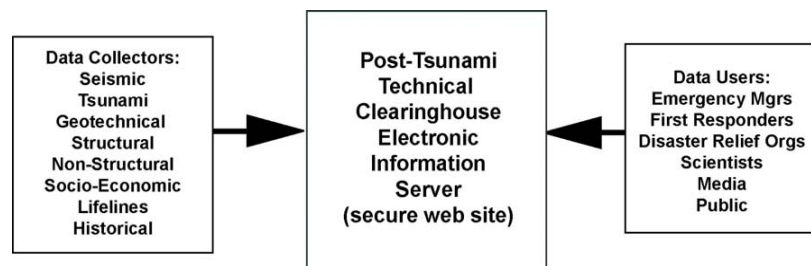 Data Collectors:
Seismic
Tsunami
Geotechnical
Structural
Non-Structural
Socio-Economic
Lifelines
Historical
Post-Tsunami
Technical
Clearinghouse
Electronic
Information
Server
(secure web site)
Data Users:
Emergency Mgrs
First Responders
Disaster Relief Orgs
Scientists
Media
Public